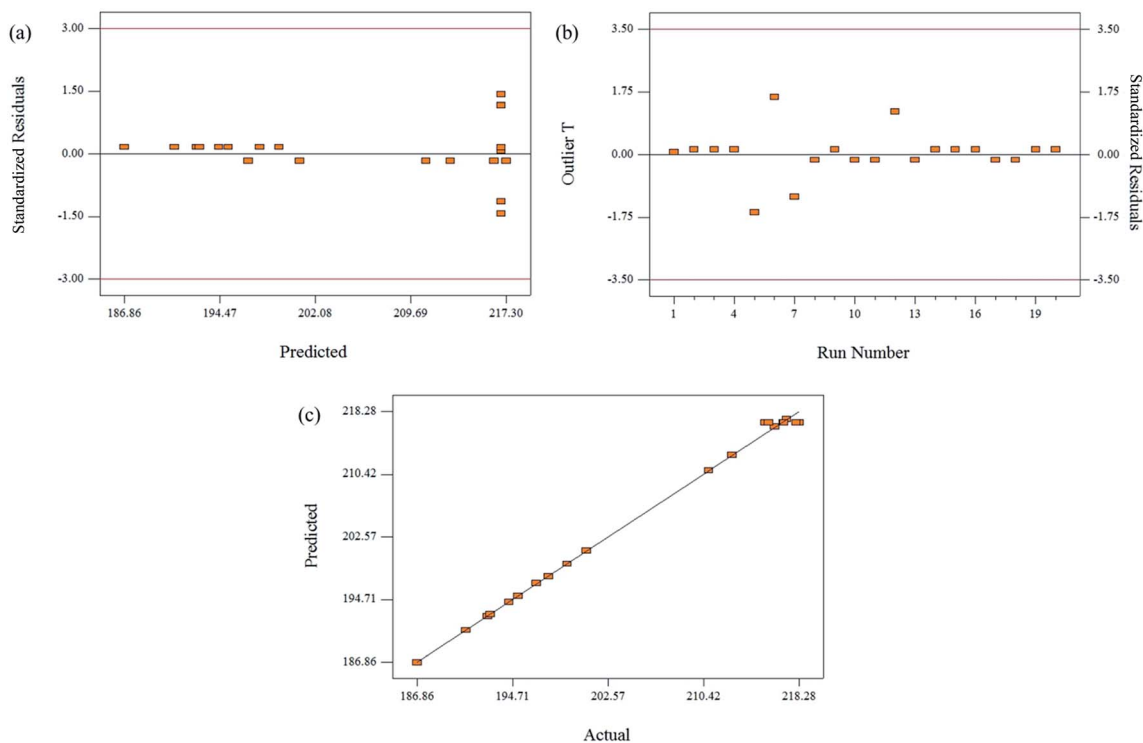 (a)
Standardized Residuals
3.00
1.50
0.00
-1.50
-3.00
186.86 194.47 202.08 209.69 217.30
Predicted
(b)
Outlier T
3.50
1.75
0.00
-1.75
-3.50
3.50
1.75
0.00
-1.75
-3.50
Standardized Residuals
1 4 7 10 13 16 19
Run Number
(c)
Predicted
218.28
210.42
202.57
194.71
186.86
186.86 194.71 202.57 210.42 218.28
Actual